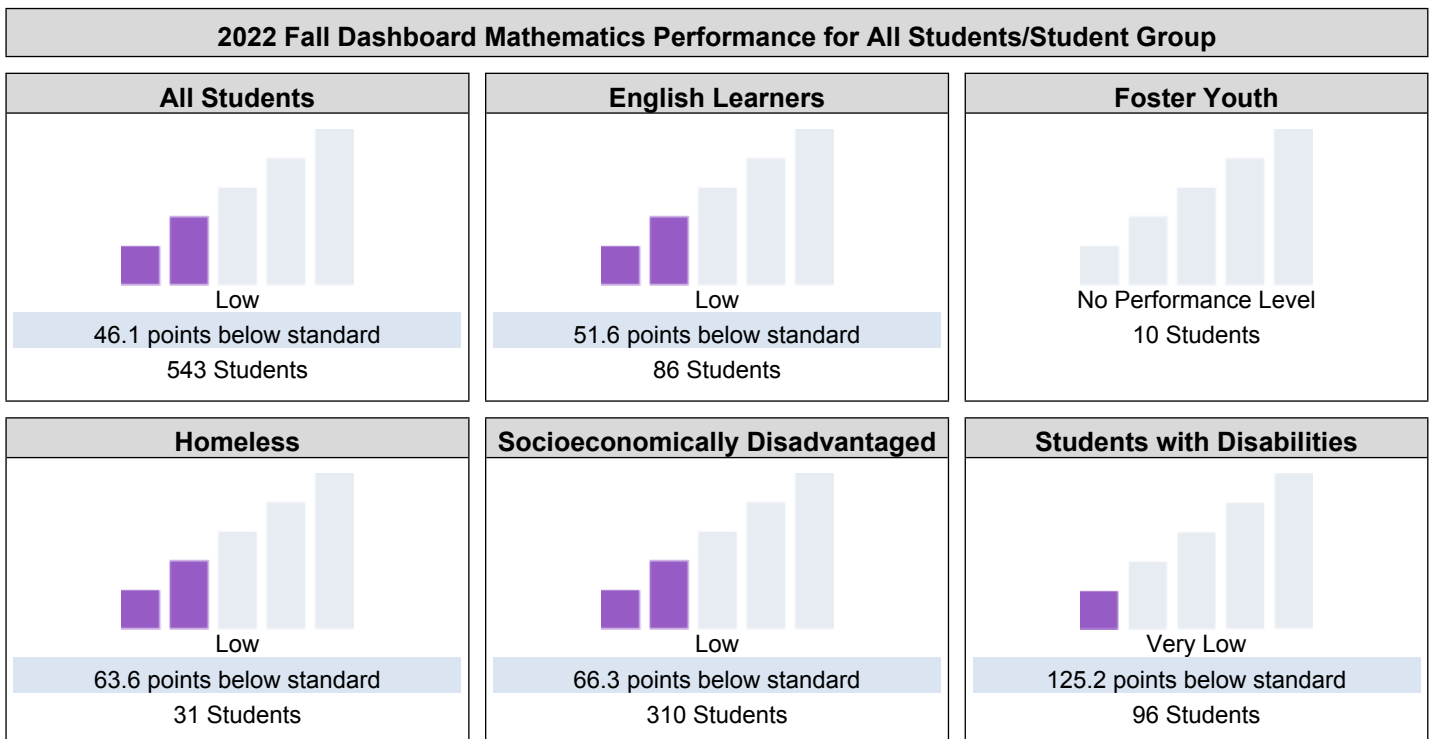 2022 Fall Dashboard Mathematics Performance for All Students/Student Group
All Students
Low
46.1 points below standard
543 Students
English Learners
Low
51.6 points below standard
86 Students
Foster Youth
No Performance Level
10 Students
Homeless
Low
63.6 points below standard
31 Students
Socioeconomically Disadvantaged
Low
66.3 points below standard
310 Students
Students with Disabilities
Very Low
125.2 points below standard
96 Students